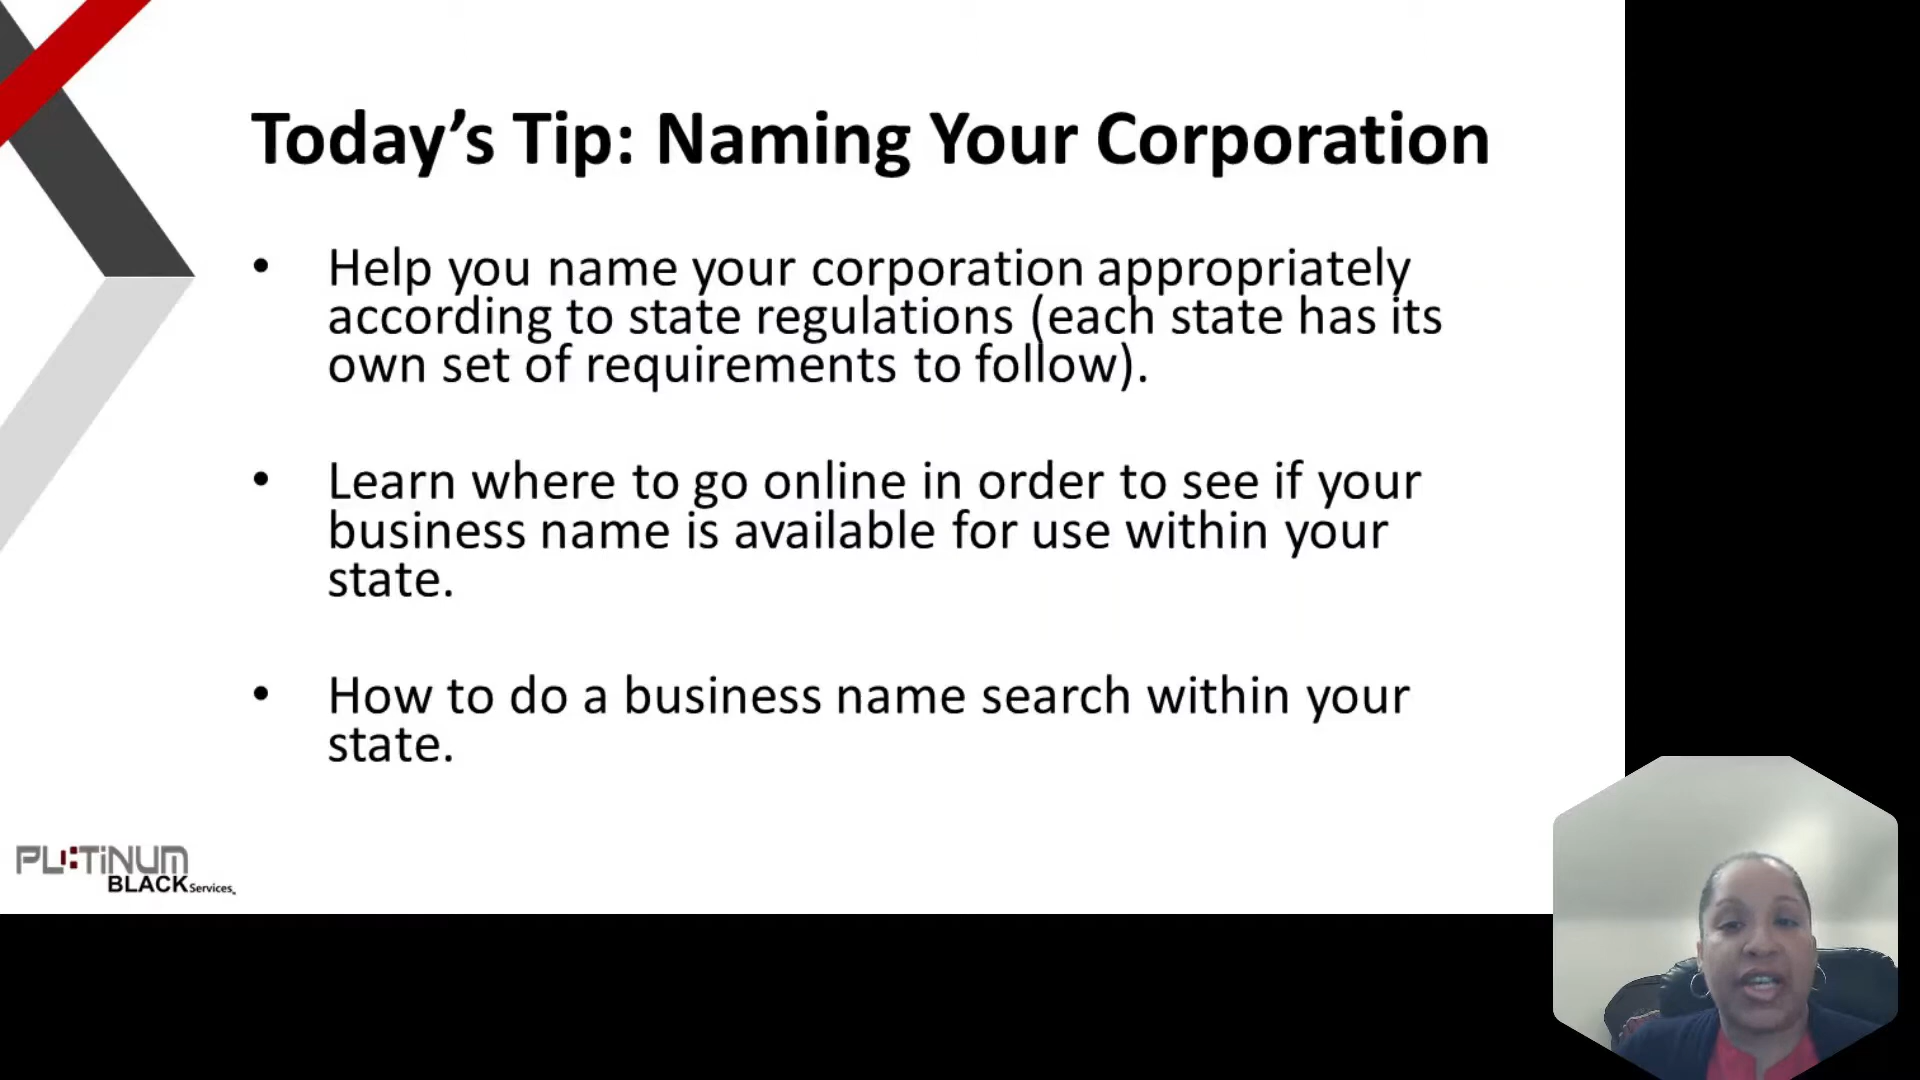 Today’s Tip: Naming Your Corporation
• Help you name your corporation appropriately
according to state regulations (each state has its
own set of requirements to follow).
• Learn where to go online in order to see if your
business name is available for use within your
state.
• How to do a business name search within your
state.
PLATiNUM
BLACK Services